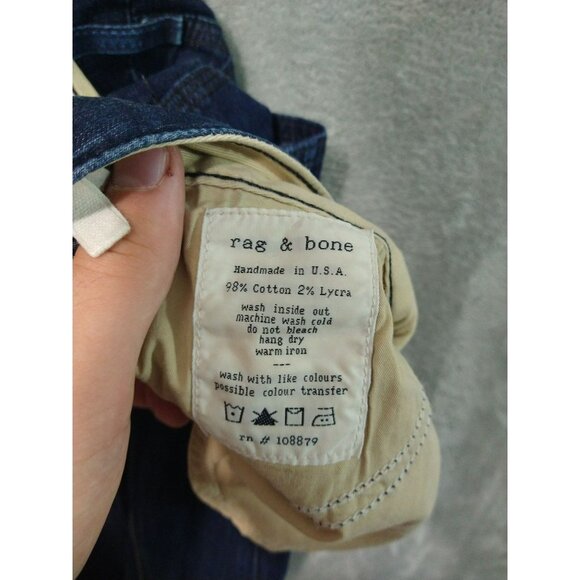 rag & bone
Handmade in U.S.A.
98% Cotton 2% Lycra
wash inside out
machine wash cold
do not bleach
hang dry
warm iron
---
wash with like colours
possible colour transfer
rn # 108879